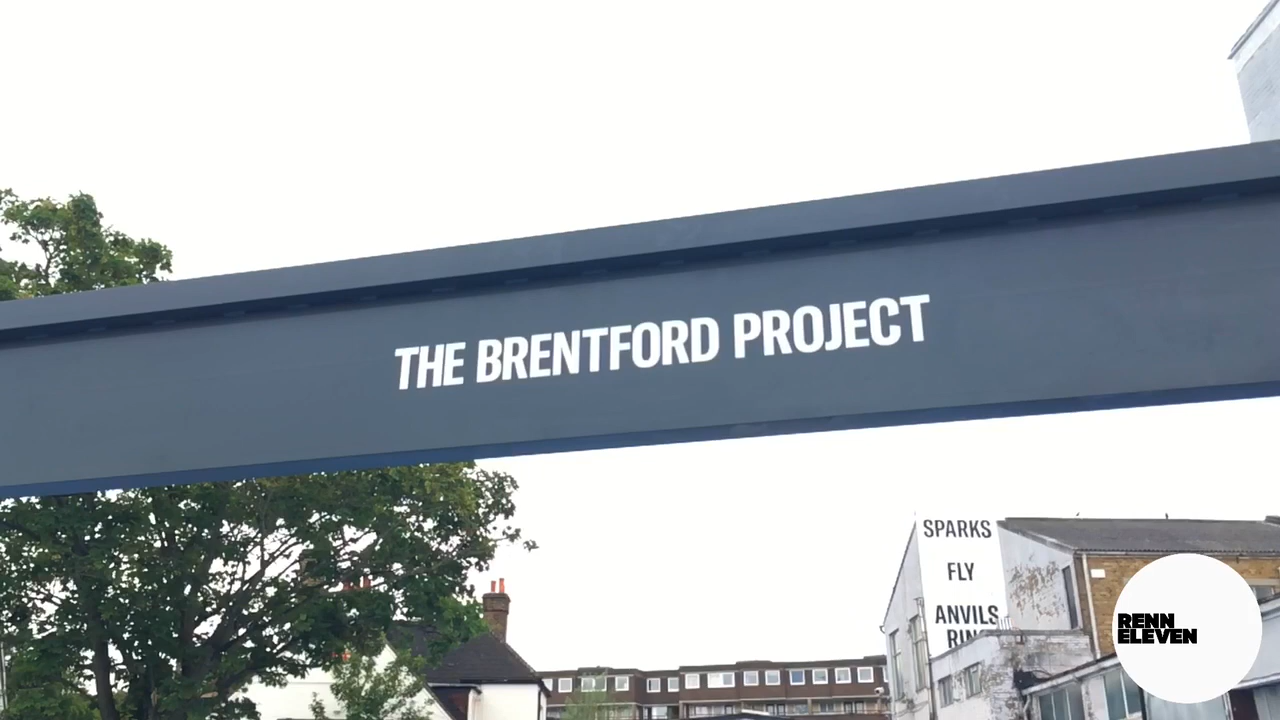 THE BRENTFORD PROJECT
SPARKS
FLY
ANVILS
RENN
ELEVEN